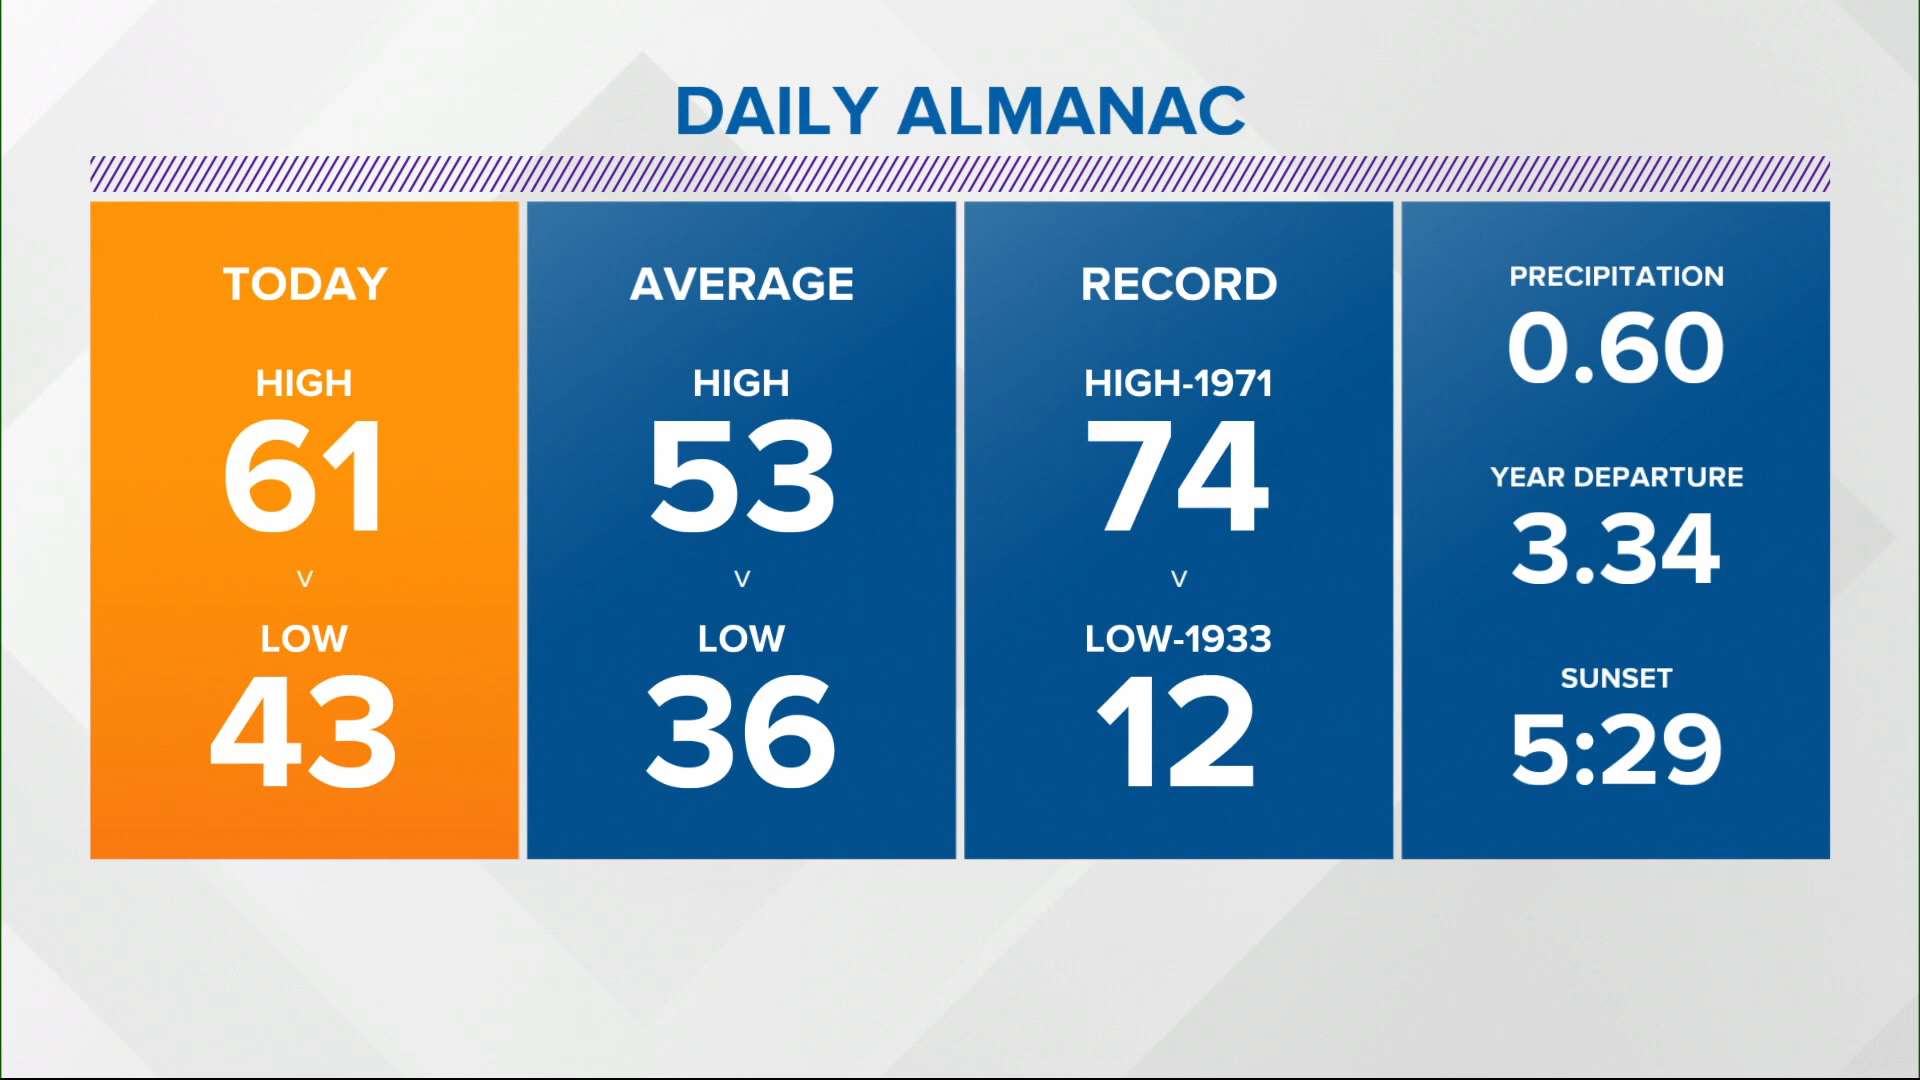 DAILY ALMANAC
TODAY
HIGH
61
v
LOW
43
AVERAGE
HIGH
53
v
LOW
36
RECORD
HIGH-1971
74
v
LOW-1933
12
PRECIPITATION
0.60
YEAR DEPARTURE
3.34
SUNSET
5:29